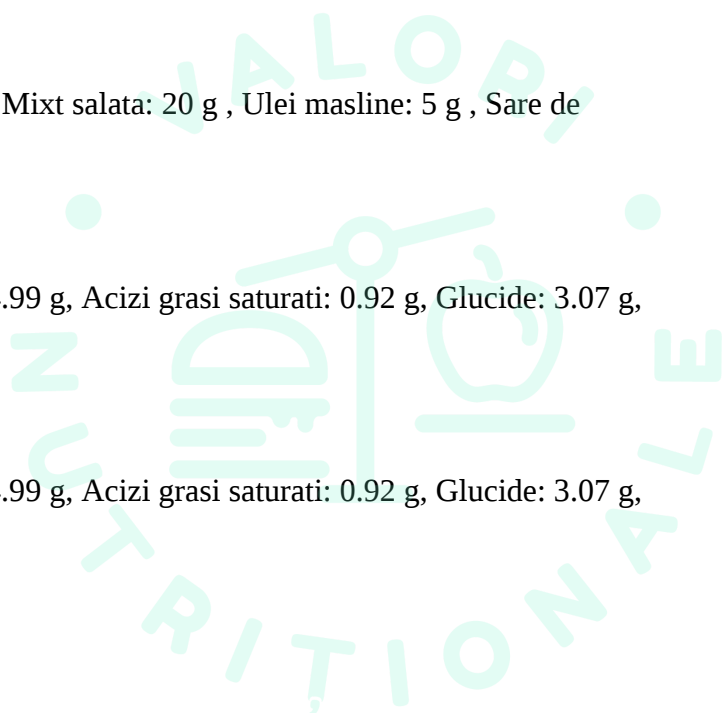 VALORI
Mixt salata: 20 g , Ulei masline: 5 g , Sare de
.99 g, Acizi grasi saturati: 0.92 g, Glucide: 3.07 g,
.99 g, Acizi grasi saturati: 0.92 g, Glucide: 3.07 g,
NUTRITIONALE